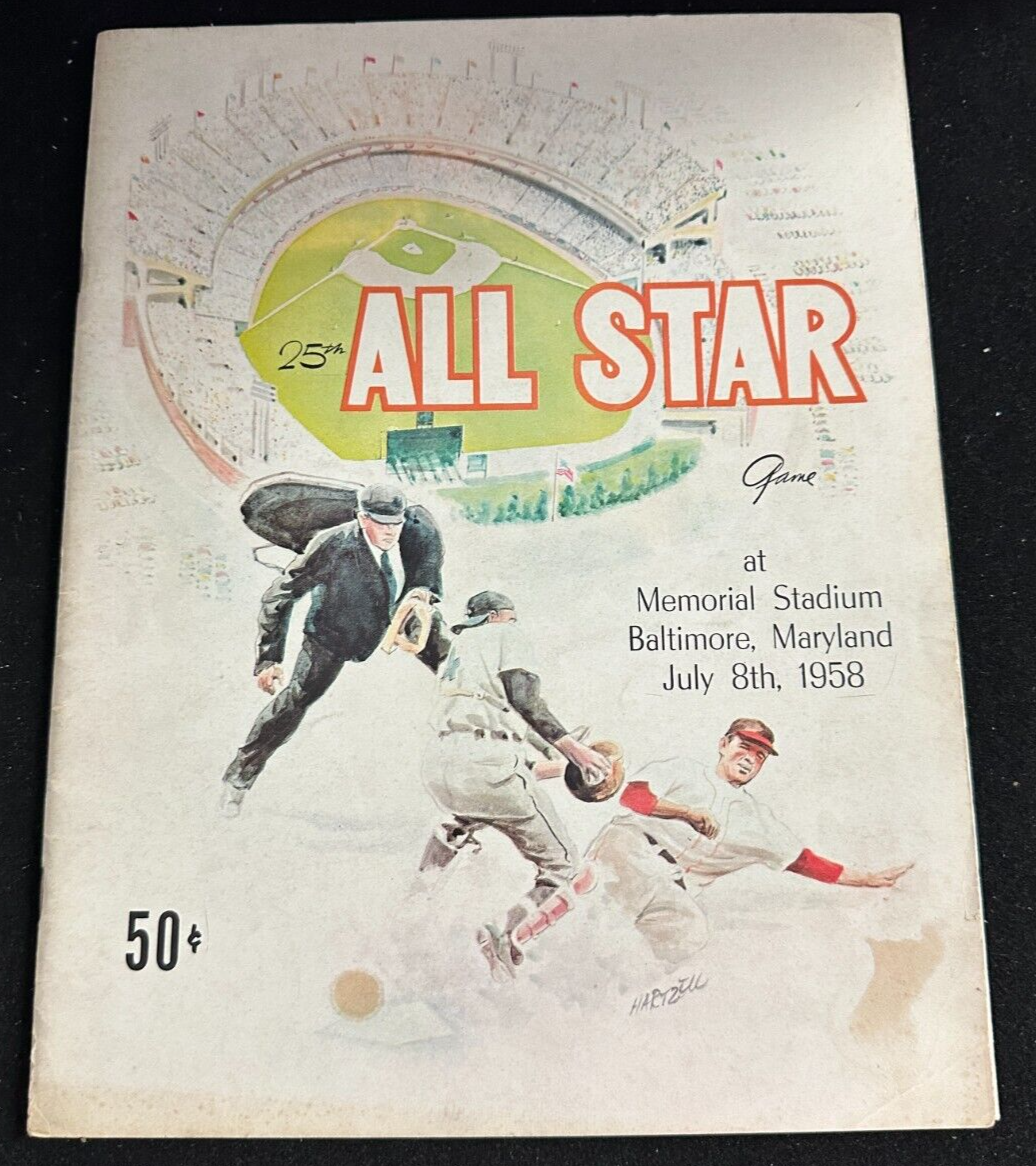 25th ALL STAR
Game
at
Memorial Stadium
Baltimore, Maryland
July 8th, 1958
50¢
HARTZELL